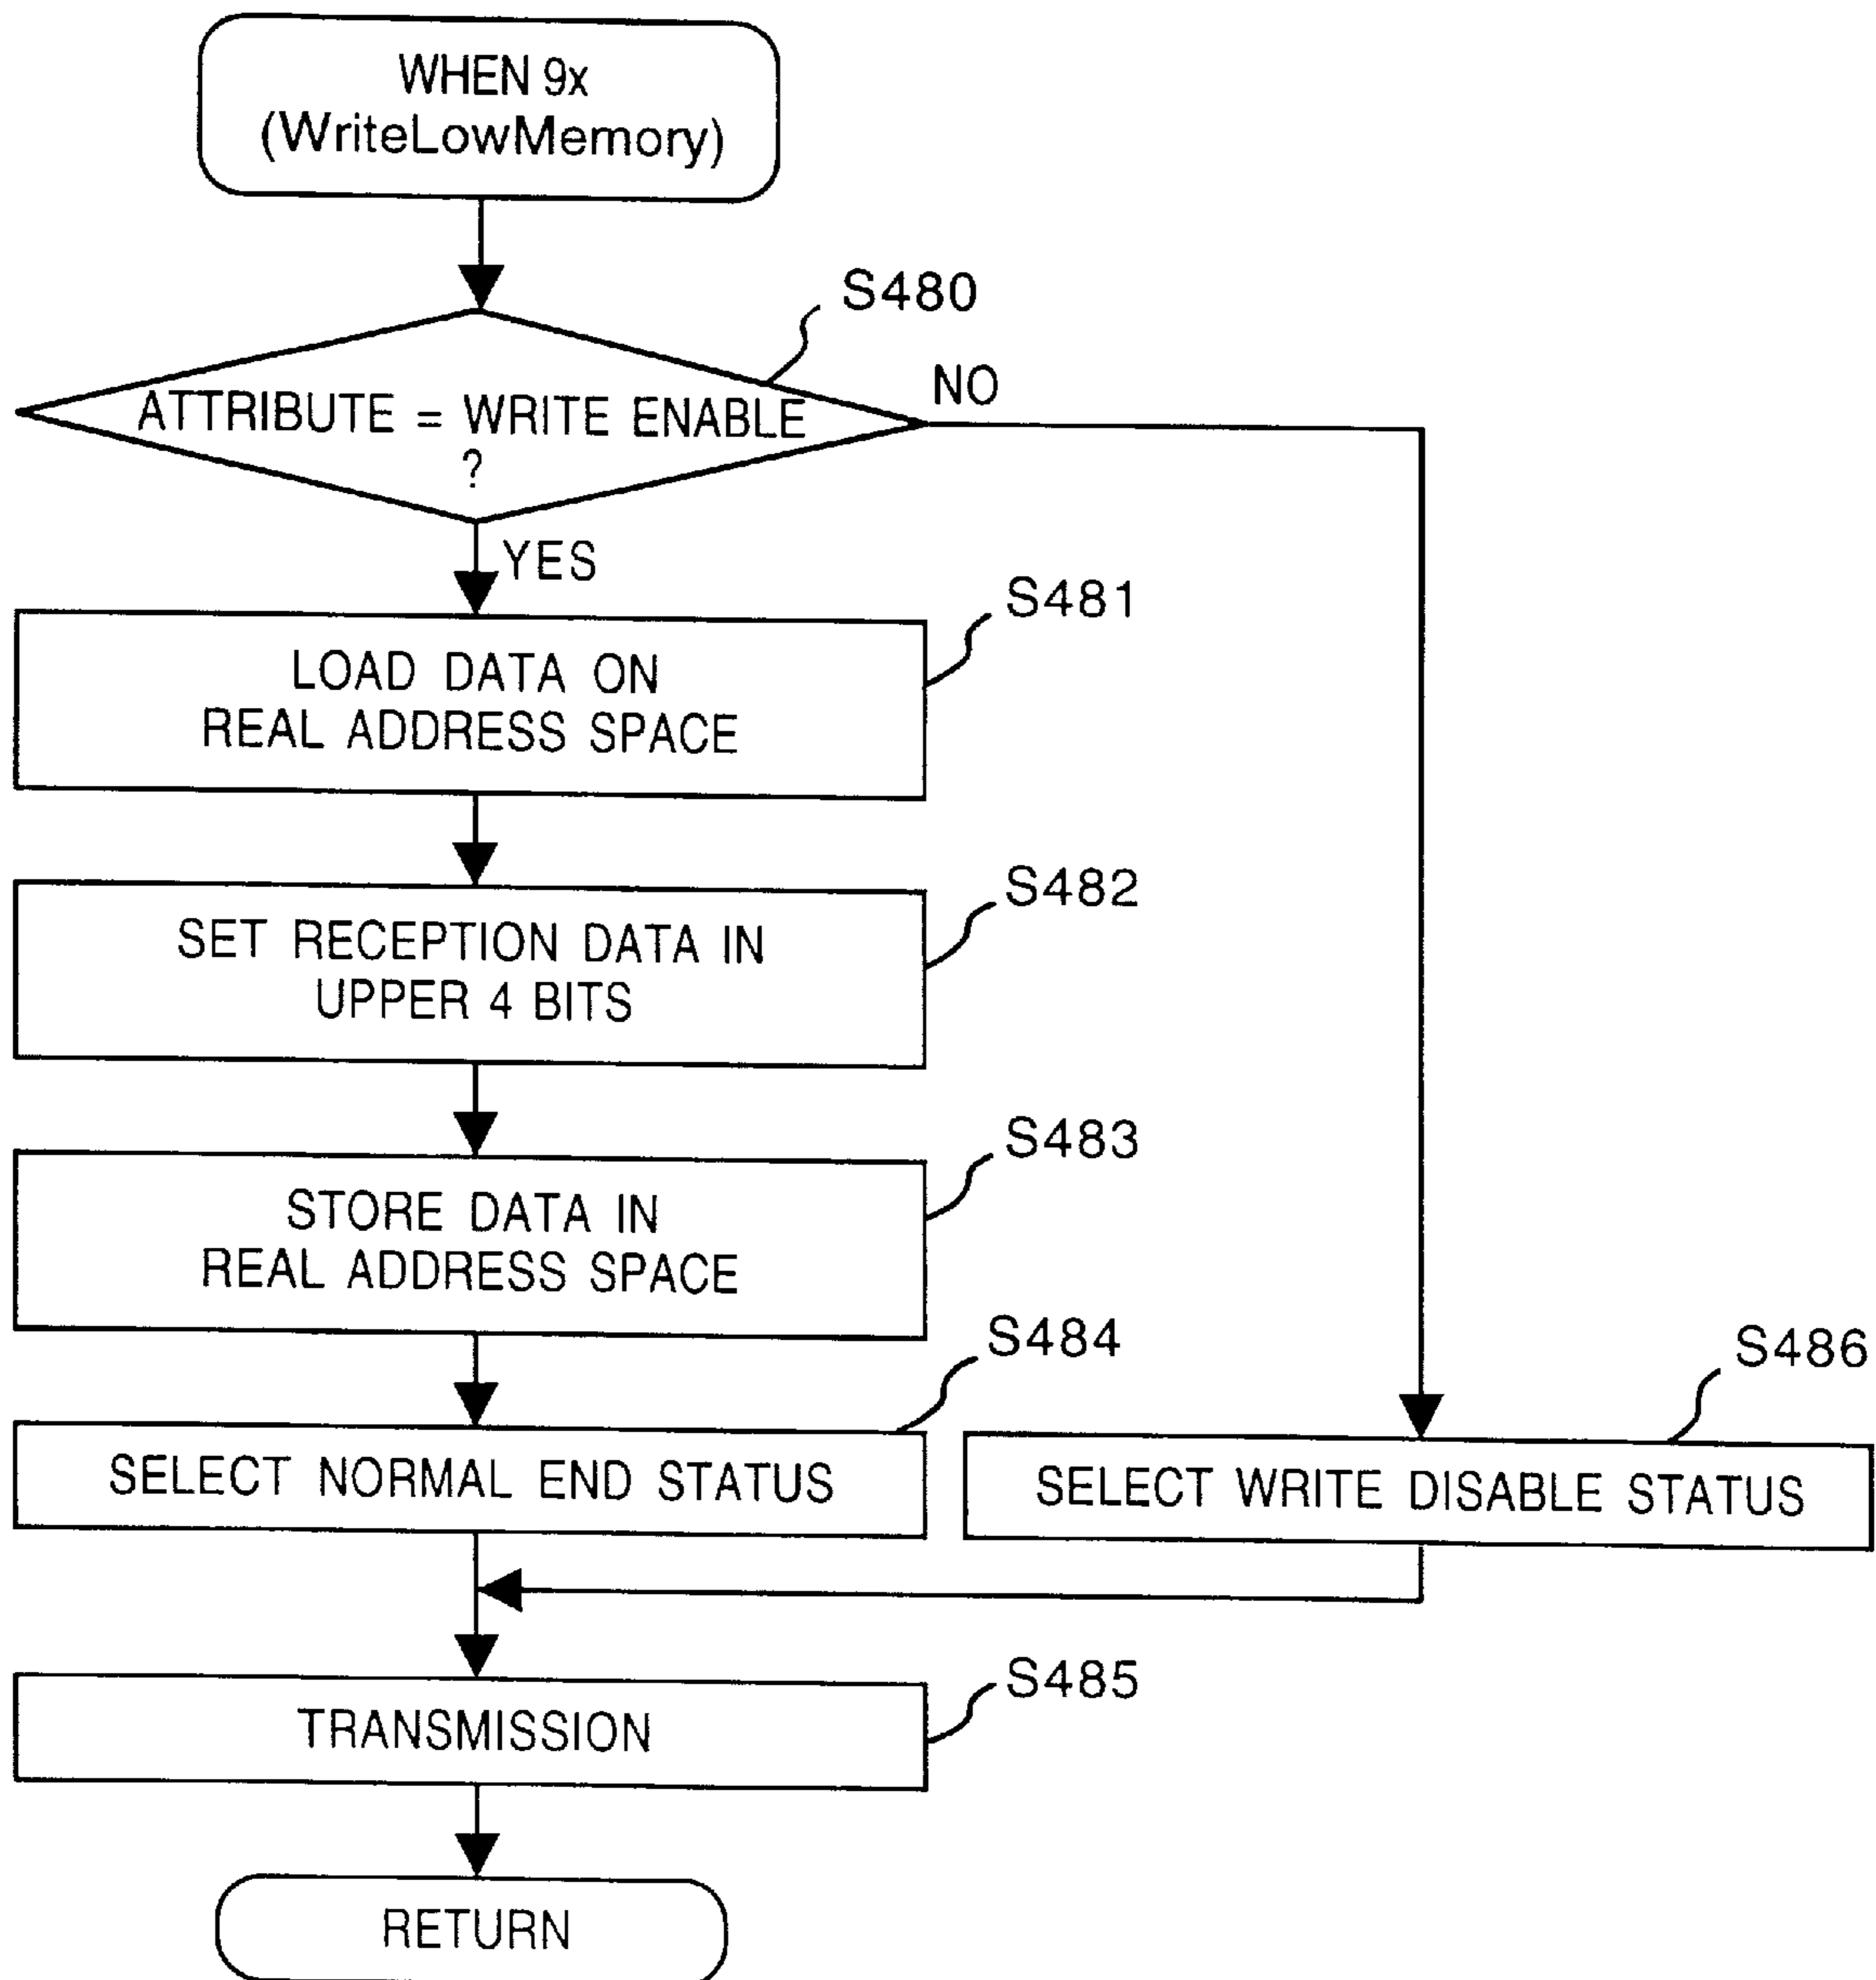 WHEN 9x
(WriteLowMemory)
S480
ATTRIBUTE = WRITE ENABLE
?
NO
YES
S481
LOAD DATA ON
REAL ADDRESS SPACE
S482
SET RECEPTION DATA IN
UPPER 4 BITS
S483
STORE DATA IN
REAL ADDRESS SPACE
S484
SELECT NORMAL END STATUS
S486
SELECT WRITE DISABLE STATUS
S485
TRANSMISSION
RETURN